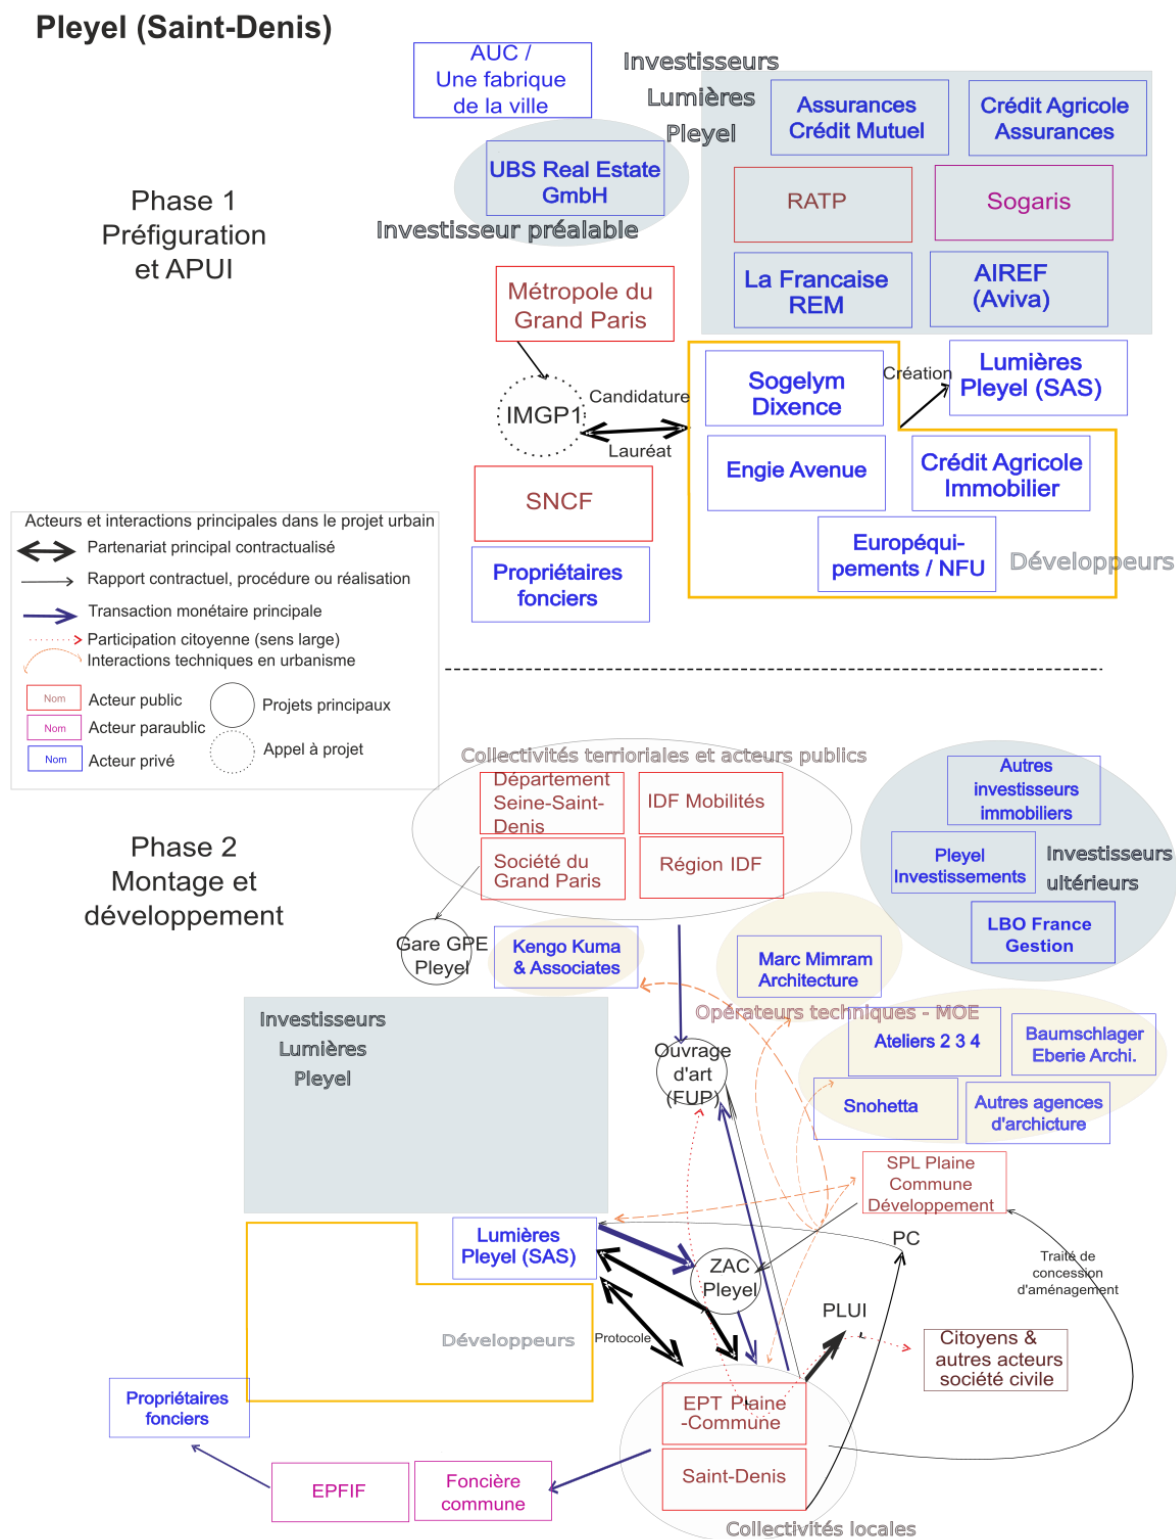 Pleyel (Saint-Denis)
AUC /
Une fabrique
de la ville
Investisseurs
Lumières
Pleyel
Assurances
Crédit Mutuel
Crédit Agricole
Assurances
UBS Real Estate
GmbH
Investisseur préalable
RATP
Sogaris
Phase 1
Préfiguration
et APUI
La Francaise
REM
AIREF
(Aviva)
Métropole du
Grand Paris
IMGP1
Candidature
Lauréat
Sogelym
Dixence
Création
Lumières
Pleyel (SAS)
Engie Avenue
Crédit Agricole
Immobilier
SNCF
Européqui-
pements / NFU
Développeurs
Propriétaires
fonciers
Acteurs et interactions principales dans le projet urbain
Partenariat principal contractualisé
Rapport contractuel, procédure ou réalisation
Transaction monétaire principale
Participation citoyenne (sens large)
Interactions techniques en urbanisme
Nom
Acteur public
Projets principaux
Nom
Acteur paraublic
Nom
Acteur privé
Appel à projet
Phase 2
Montage et
développement
Collectivités terrioriales et acteurs publics
Département
Seine-Saint-
Denis
IDF Mobilités
Société du
Grand Paris
Région IDF
Autres
investisseurs
immobiliers
Pleyel
Investissements
Investisseurs
ultérieurs
LBO France
Gestion
Gare GPE
Pleyel
Kengo Kuma
& Associates
Marc Mimram
Architecture
Opérateurs techniques - MOE
Ateliers 2 3 4
Baumschlager
Eberie Archi.
Snohetta
Autres agences
d'archicture
Investisseurs
Lumières
Pleyel
Ouvrage
d'art
(FUP)
SPL Plaine
Commune
Développement
Lumières
Pleyel (SAS)
ZAC
Pleyel
PC
Traité de
concession
d'aménagement
PLUI
Développeurs
Protocole
Citoyens &
autres acteurs
société civile
Propriétaires
fonciers
EPT Plaine
-Commune
Saint-Denis
EPFIF
Foncière
commune
Collectivités locales